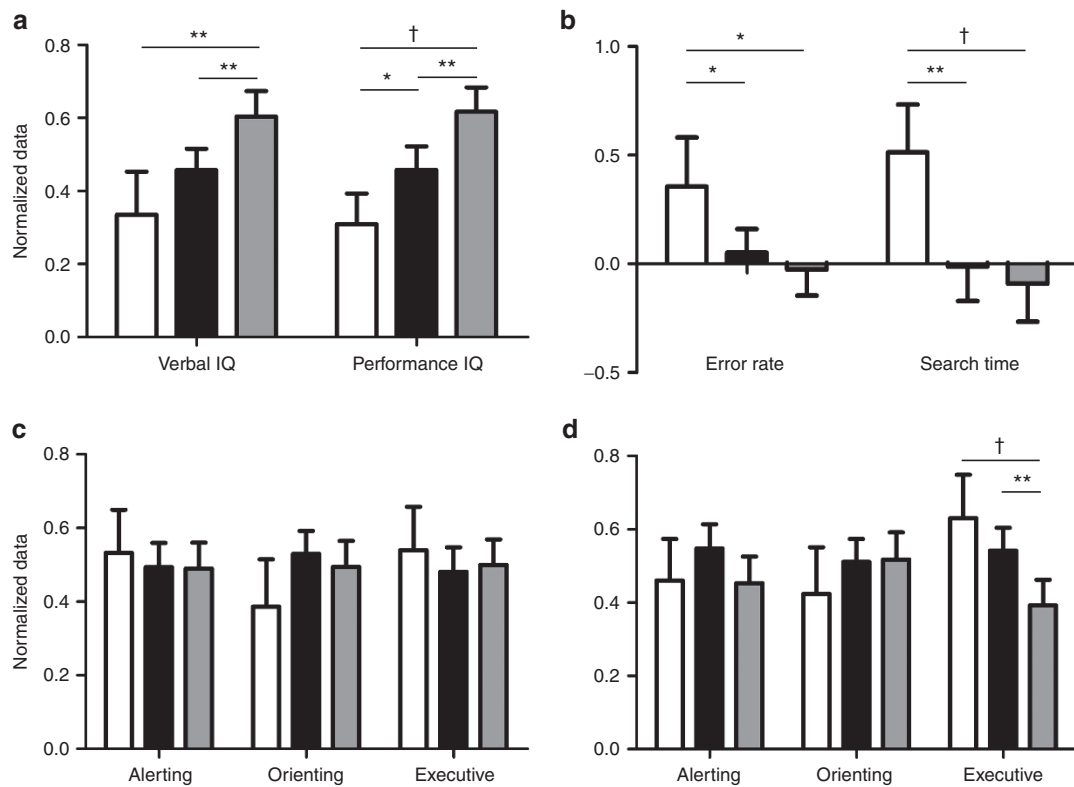 a
**
†
**
*
**
0.8
0.6
0.4
0.2
0.0
Normalized data
Verbal IQ
Performance IQ
b
*
†
*
**
1.0
0.5
0.0
−0.5
Error rate
Search time
c
0.8
0.6
0.4
0.2
0.0
Normalized data
Alerting
Orienting
Executive
d
†
**
0.8
0.6
0.4
0.2
0.0
Alerting
Orienting
Executive